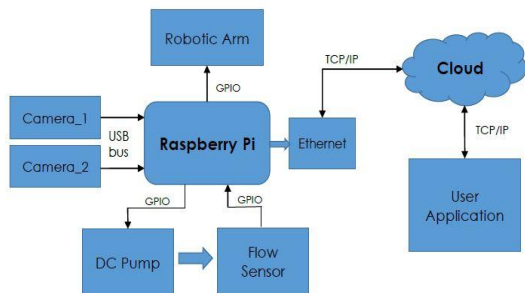 Robotic Arm
TCP/IP
Cloud
GPIO
Camera_1
USB
bus
Camera_2
Raspberry Pi
Ethernet
TCP/IP
GPIO
GPIO
User
Application
DC Pump
Flow
Sensor